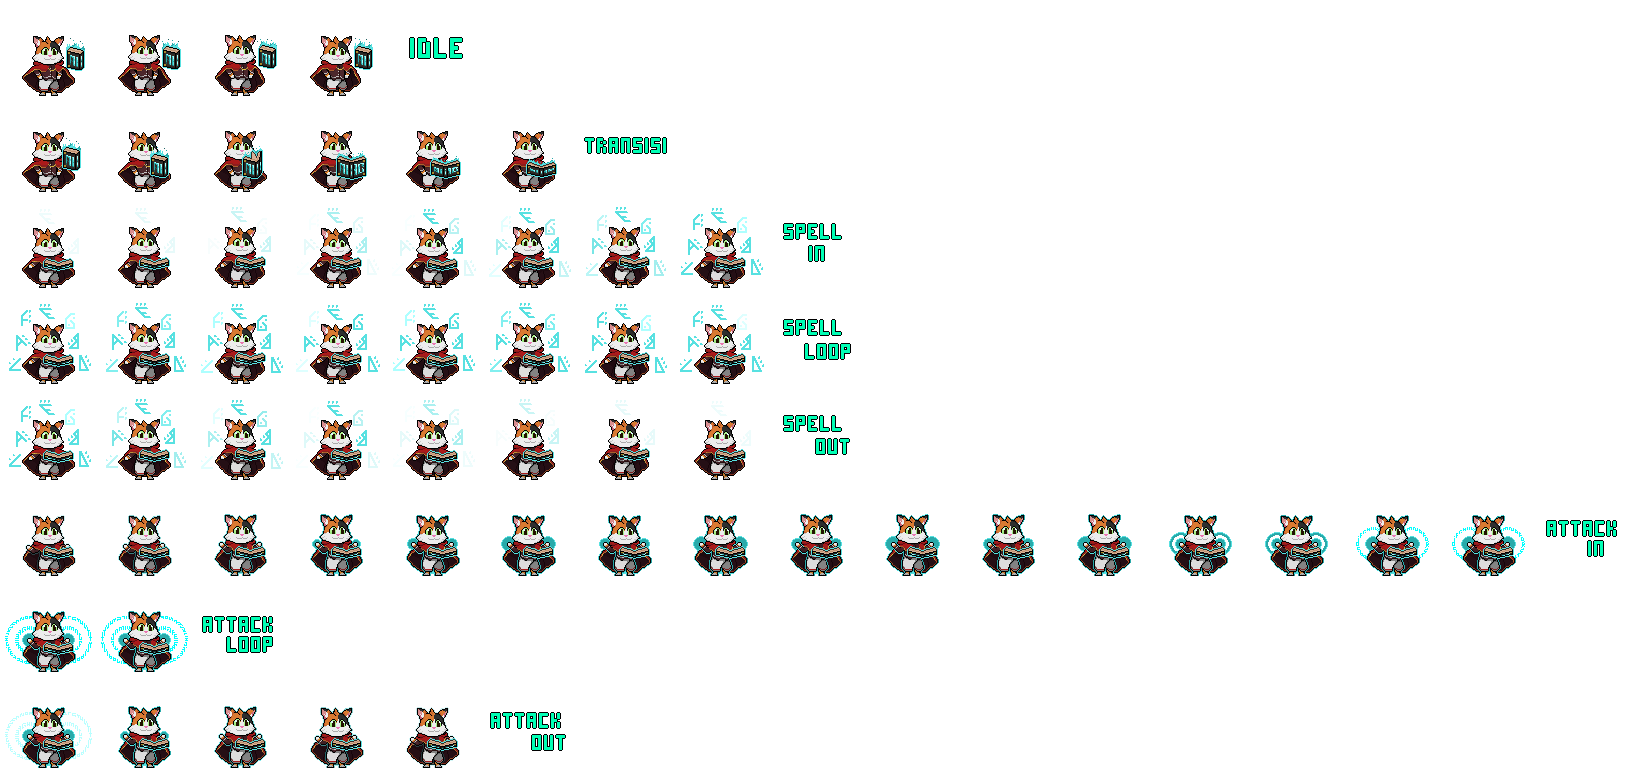 IDLE
TRANSISI
SPELL
IN
SPELL
LOOP
SPELL
OUT
ATTACK
IN
ATTACK
LOOP
ATTACK
OUT